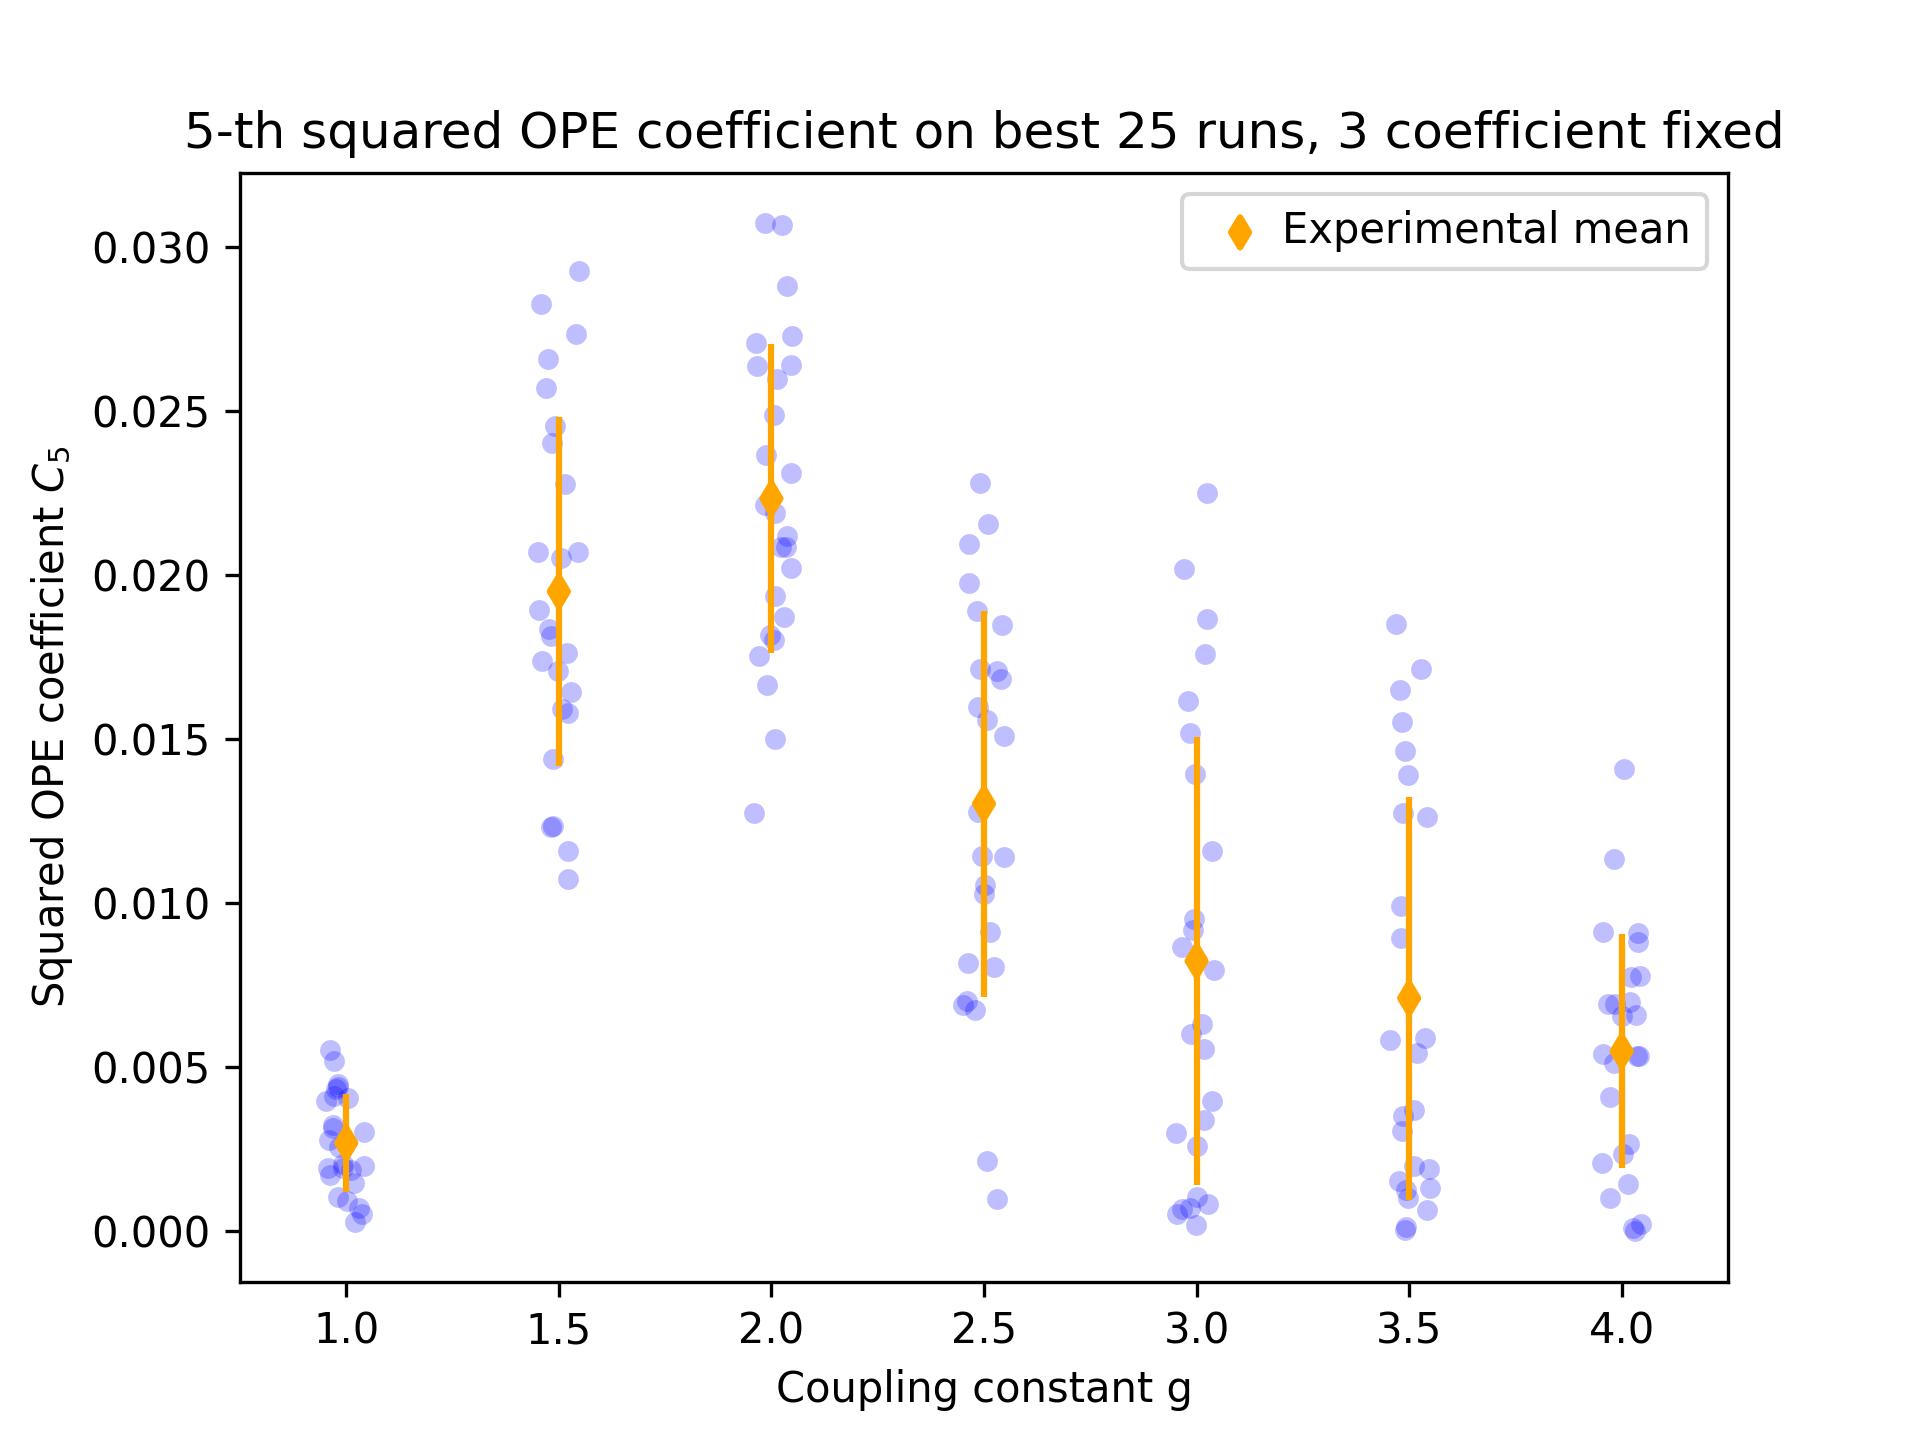 5-th squared OPE coefficient on best 25 runs, 3 coefficient fixed
Experimental mean
Squared OPE coefficient C₅
0.030
0.025
0.020
0.015
0.010
0.005
0.000
1.0 1.5 2.0 2.5 3.0 3.5 4.0
Coupling constant g